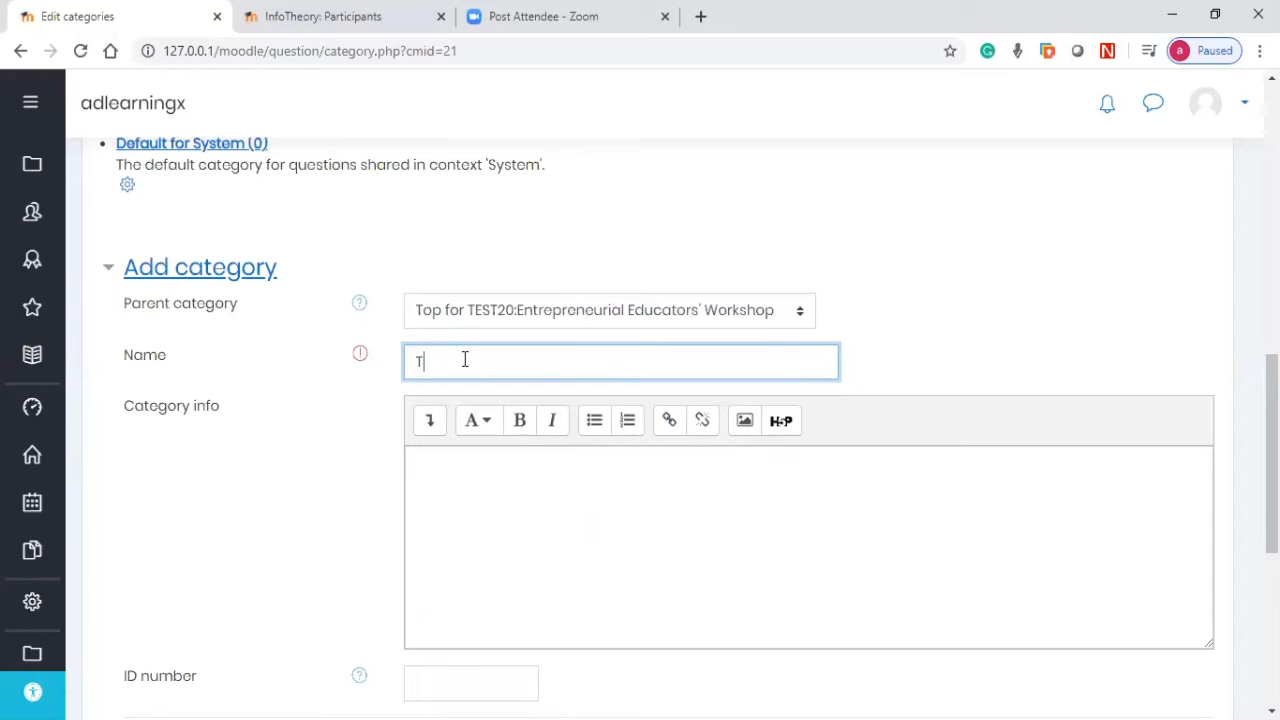 Edit categories
InfoTheory: Participants
Post Attendee - Zoom
127.0.0.1/moodle/question/category.php?cmid=21
a Paused
adlearningx
Default for System (0)
The default category for questions shared in context 'System'.
Add category
Parent category
Top for TEST20:Entrepreneurial Educators' Workshop
Name
T
Category info
A B I H-P
ID number